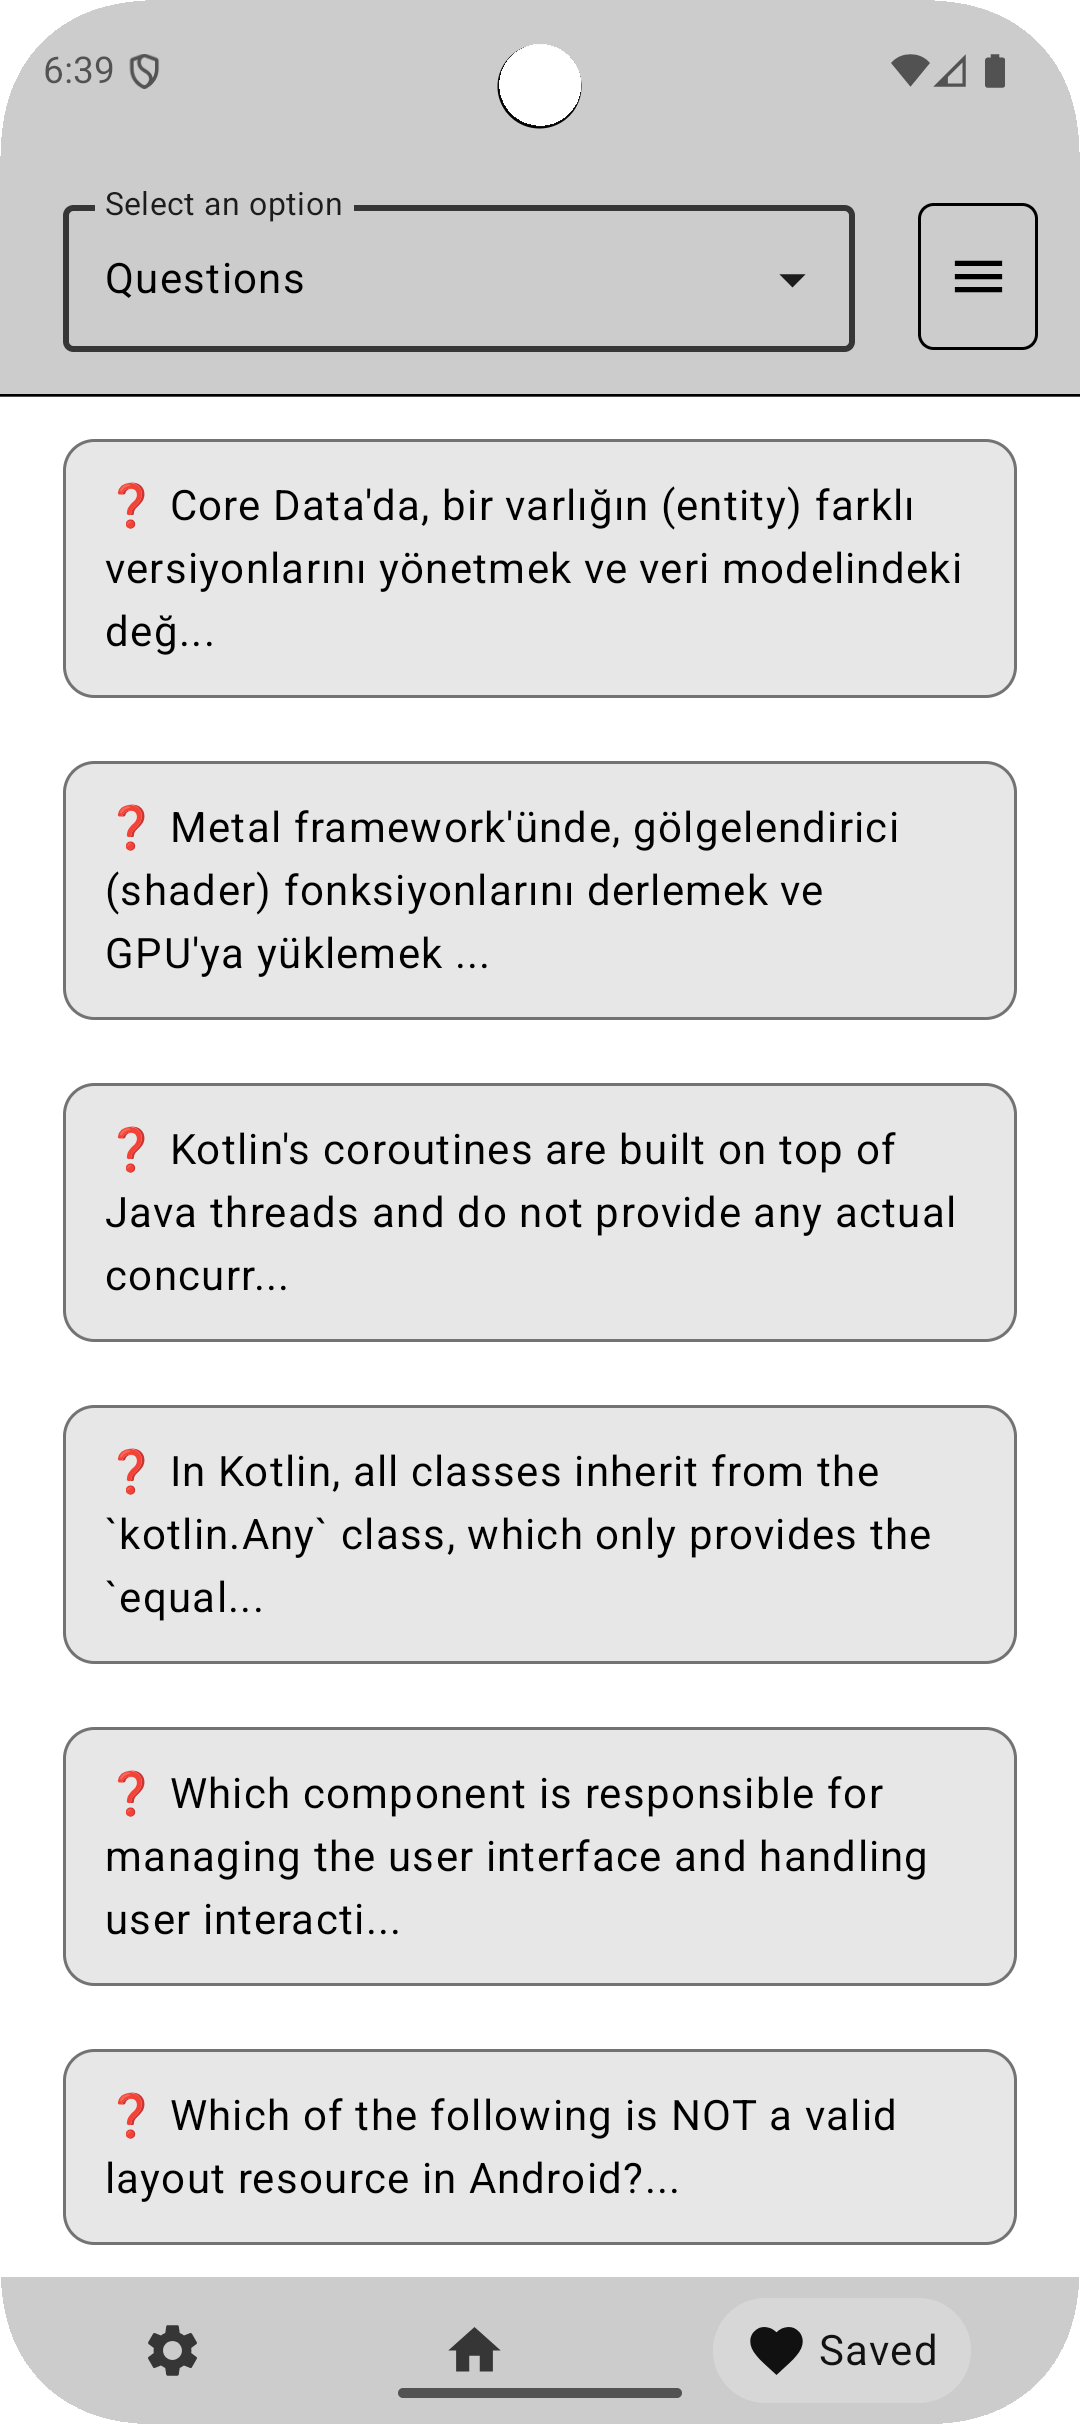 6:39
Select an option
Questions
❓ Core Data'da, bir varlığın (entity) farklı
versiyonlarını yönetmek ve veri modelindeki
değ...
❓ Metal framework'ünde, gölgelendirici
(shader) fonksiyonlarını derlemek ve
GPU'ya yüklemek ...
❓ Kotlin's coroutines are built on top of
Java threads and do not provide any actual
concurr...
❓ In Kotlin, all classes inherit from the
`kotlin.Any` class, which only provides the
`equal...
❓ Which component is responsible for
managing the user interface and handling
user interacti...
❓ Which of the following is NOT a valid
layout resource in Android?...
Saved